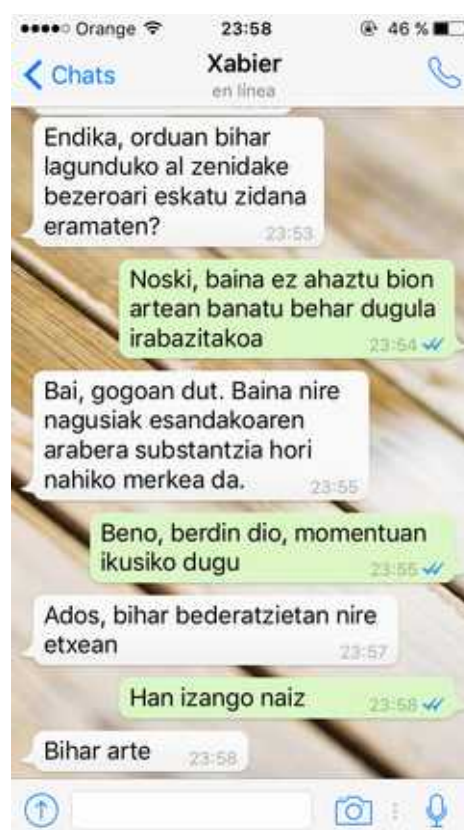 Orange 23:58 46 %
Chats Xabier
en línea
Endika, orduan bihar
lagunduko al zenidake
bezeroari eskatu zidana
eramaten? 23:53
Noski, baina ez ahaztu bion
artean banatu behar dugula
irabazitakoa 23:54
Bai, gogoan dut. Baina nire
nagusiak esandakoaren
arabera substantzia hori
nahiko merkea da. 23:55
Beno, berdin dio, momentuan
ikusiko dugu 23:55
Ados, bihar bederatzietan nire
etxean 23:57
Han izango naiz 23:58
Bihar arte 23:58